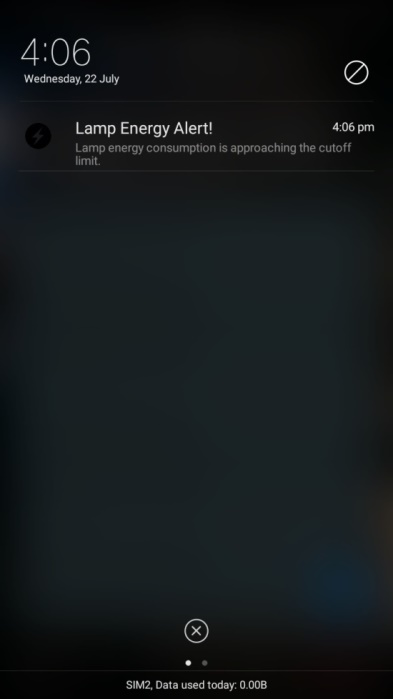 4:06
Wednesday, 22 July
Lamp Energy Alert!
4:06 pm
Lamp energy consumption is approaching the cutoff
limit.
SIM2, Data used today: 0.00B